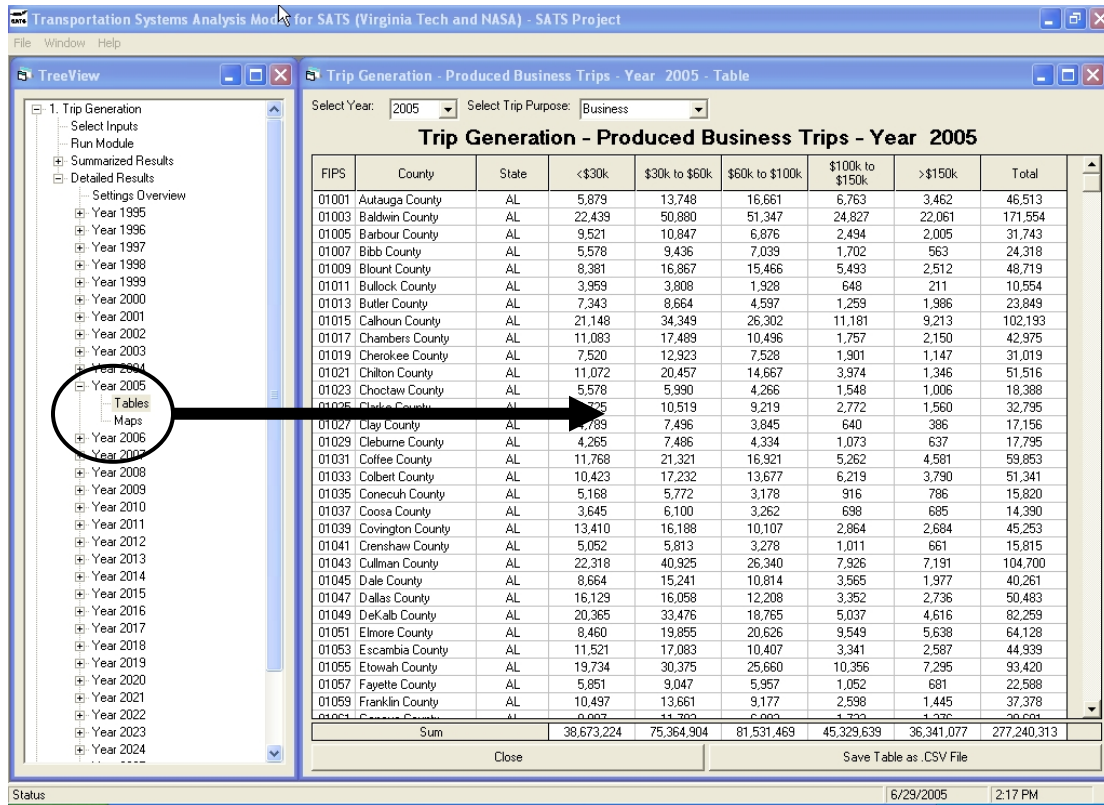 Transportation Systems Analysis Mode for SATS (Virginia Tech and NASA) - SATS Project
File Window Help
TreeView
1. Trip Generation
Select Inputs
Run Module
Summarized Results
Detailed Results
Settings Overview
Year 1995
Year 1996
Year 1997
Year 1998
Year 1999
Year 2000
Year 2001
Year 2002
Year 2003
Year 2004
Year 2005
Tables
Maps
Year 2006
Year 2007
Year 2008
Year 2009
Year 2010
Year 2011
Year 2012
Year 2013
Year 2014
Year 2015
Year 2016
Year 2017
Year 2018
Year 2019
Year 2020
Year 2021
Year 2022
Year 2023
Year 2024
Trip Generation - Produced Business Trips - Year 2005 - Table
Select Year: 2005 Select Trip Purpose: Business
Trip Generation - Produced Business Trips - Year 2005
FIPS County State <$30k $30k to $60k $60k to $100k $100k to $150k >$150k Total
01001 Autauga County AL 5,879 13,748 16,661 6,763 3,462 46,513
01003 Baldwin County AL 22,439 50,880 51,347 24,827 22,061 171,554
01005 Barbour County AL 9,521 10,847 6,876 2,494 2,005 31,743
01007 Bibb County AL 5,578 9,436 7,039 1,702 563 24,318
01009 Blount County AL 8,381 16,867 15,466 5,493 2,512 48,719
01011 Bullock County AL 3,959 3,808 1,928 648 211 10,554
01013 Butler County AL 7,343 8,664 4,597 1,259 1,986 23,849
01015 Calhoun County AL 21,148 34,349 26,302 11,181 9,213 102,193
01017 Chambers County AL 11,083 17,489 10,496 1,757 2,150 42,975
01019 Cherokee County AL 7,520 12,923 7,528 1,901 1,147 31,019
01021 Chilton County AL 11,072 20,457 14,667 3,974 1,346 51,516
01023 Choctaw County AL 5,578 5,990 4,266 1,548 1,006 18,388
01025 Clarke County AL 10,519 9,219 2,772 1,560 32,795
01027 Clay County AL 4,789 7,496 3,845 640 386 17,156
01029 Cleburne County AL 4,265 7,486 4,334 1,073 637 17,795
01031 Coffee County AL 11,768 21,321 16,921 5,262 4,581 59,853
01033 Colbert County AL 10,423 17,232 13,677 6,219 3,790 51,341
01035 Conecuh County AL 5,168 5,772 3,178 916 786 15,820
01037 Coosa County AL 3,645 6,100 3,262 698 685 14,390
01039 Covington County AL 13,410 16,188 10,107 2,864 2,684 45,253
01041 Crenshaw County AL 5,052 5,813 3,278 1,011 661 15,815
01043 Cullman County AL 22,318 40,925 26,340 7,926 7,191 104,700
01045 Dale County AL 8,664 15,241 10,814 3,565 1,977 40,261
01047 Dallas County AL 16,129 16,058 12,208 3,352 2,736 50,483
01049 DeKalb County AL 20,365 33,476 18,765 5,037 4,616 82,259
01051 Elmore County AL 8,460 19,855 20,626 9,549 5,638 64,128
01053 Escambia County AL 11,521 17,083 10,407 3,341 2,587 44,939
01055 Etowah County AL 19,734 30,375 25,660 10,356 7,295 93,420
01057 Fayette County AL 5,851 9,047 5,957 1,052 681 22,588
01059 Franklin County AL 10,497 13,661 9,177 2,598 1,445 37,378
Sum 38,673,224 75,364,904 81,531,469 45,329,639 36,341,077 277,240,313
Close Save Table as .CSV File
Status 6/29/2005 2:17 PM